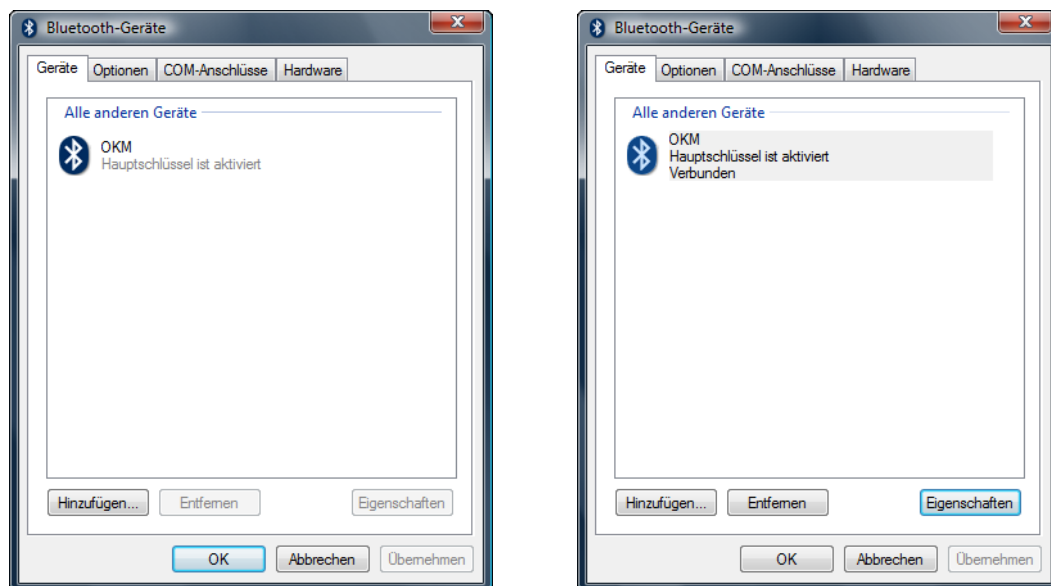 Bluetooth-Geräte
Geräte Optionen COM-Anschlüsse Hardware
Alle anderen Geräte
OKM
Hauptschlüssel ist aktiviert
Hinzufügen... Entfernen Eigenschaften
OK Abbrechen Übernehmen
Bluetooth-Geräte
Geräte Optionen COM-Anschlüsse Hardware
Alle anderen Geräte
OKM
Hauptschlüssel ist aktiviert
Verbunden
Hinzufügen... Entfernen Eigenschaften
OK Abbrechen Übernehmen